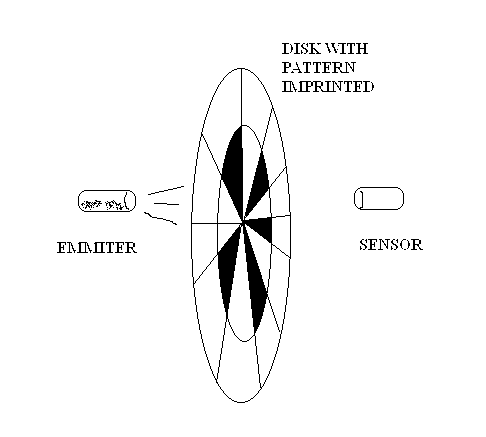 DISK WITH
PATTERN
IMPRINTED
EMMITER
SENSOR